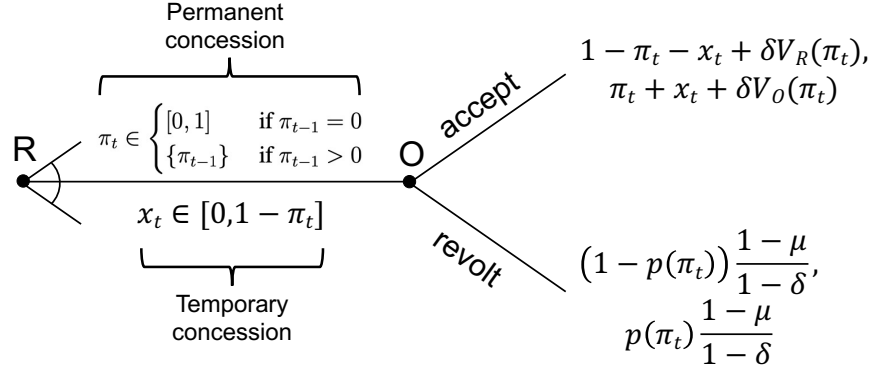 Permanent
concession
R
π_t ∈ { [0, 1] if π_{t−1} = 0
{π_{t−1}} if π_{t−1} > 0
x_t ∈ [0,1 − π_t]
Temporary
concession
O
accept
1 − π_t − x_t + δV_R(π_t),
π_t + x_t + δV_O(π_t)
revolt
(1 − p(π_t)) \frac{1 − μ}{1 − δ},
p(π_t) \frac{1 − μ}{1 − δ}